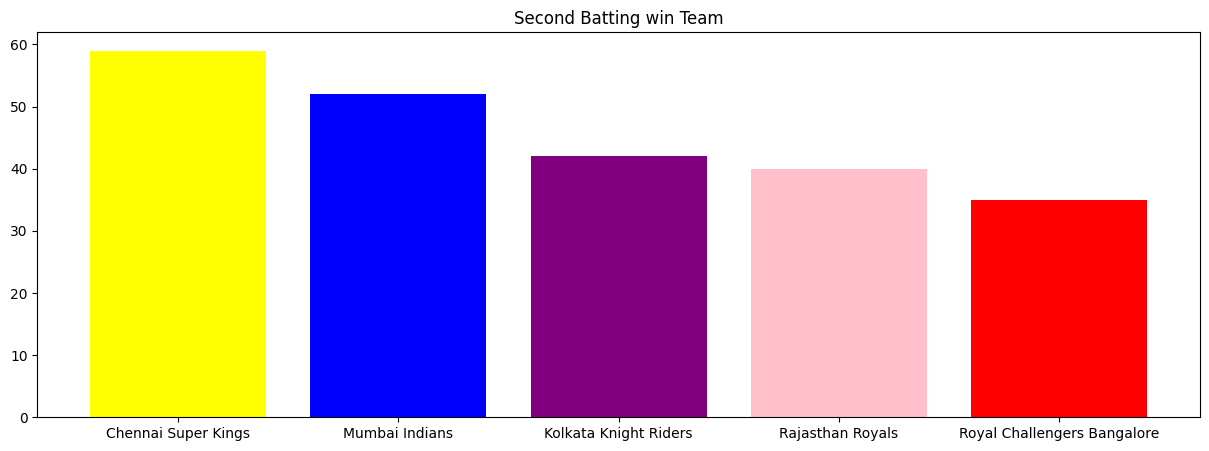 Second Batting win Team
60
50
40
30
20
10
0
Chennai Super Kings
Mumbai Indians
Kolkata Knight Riders
Rajasthan Royals
Royal Challengers Bangalore